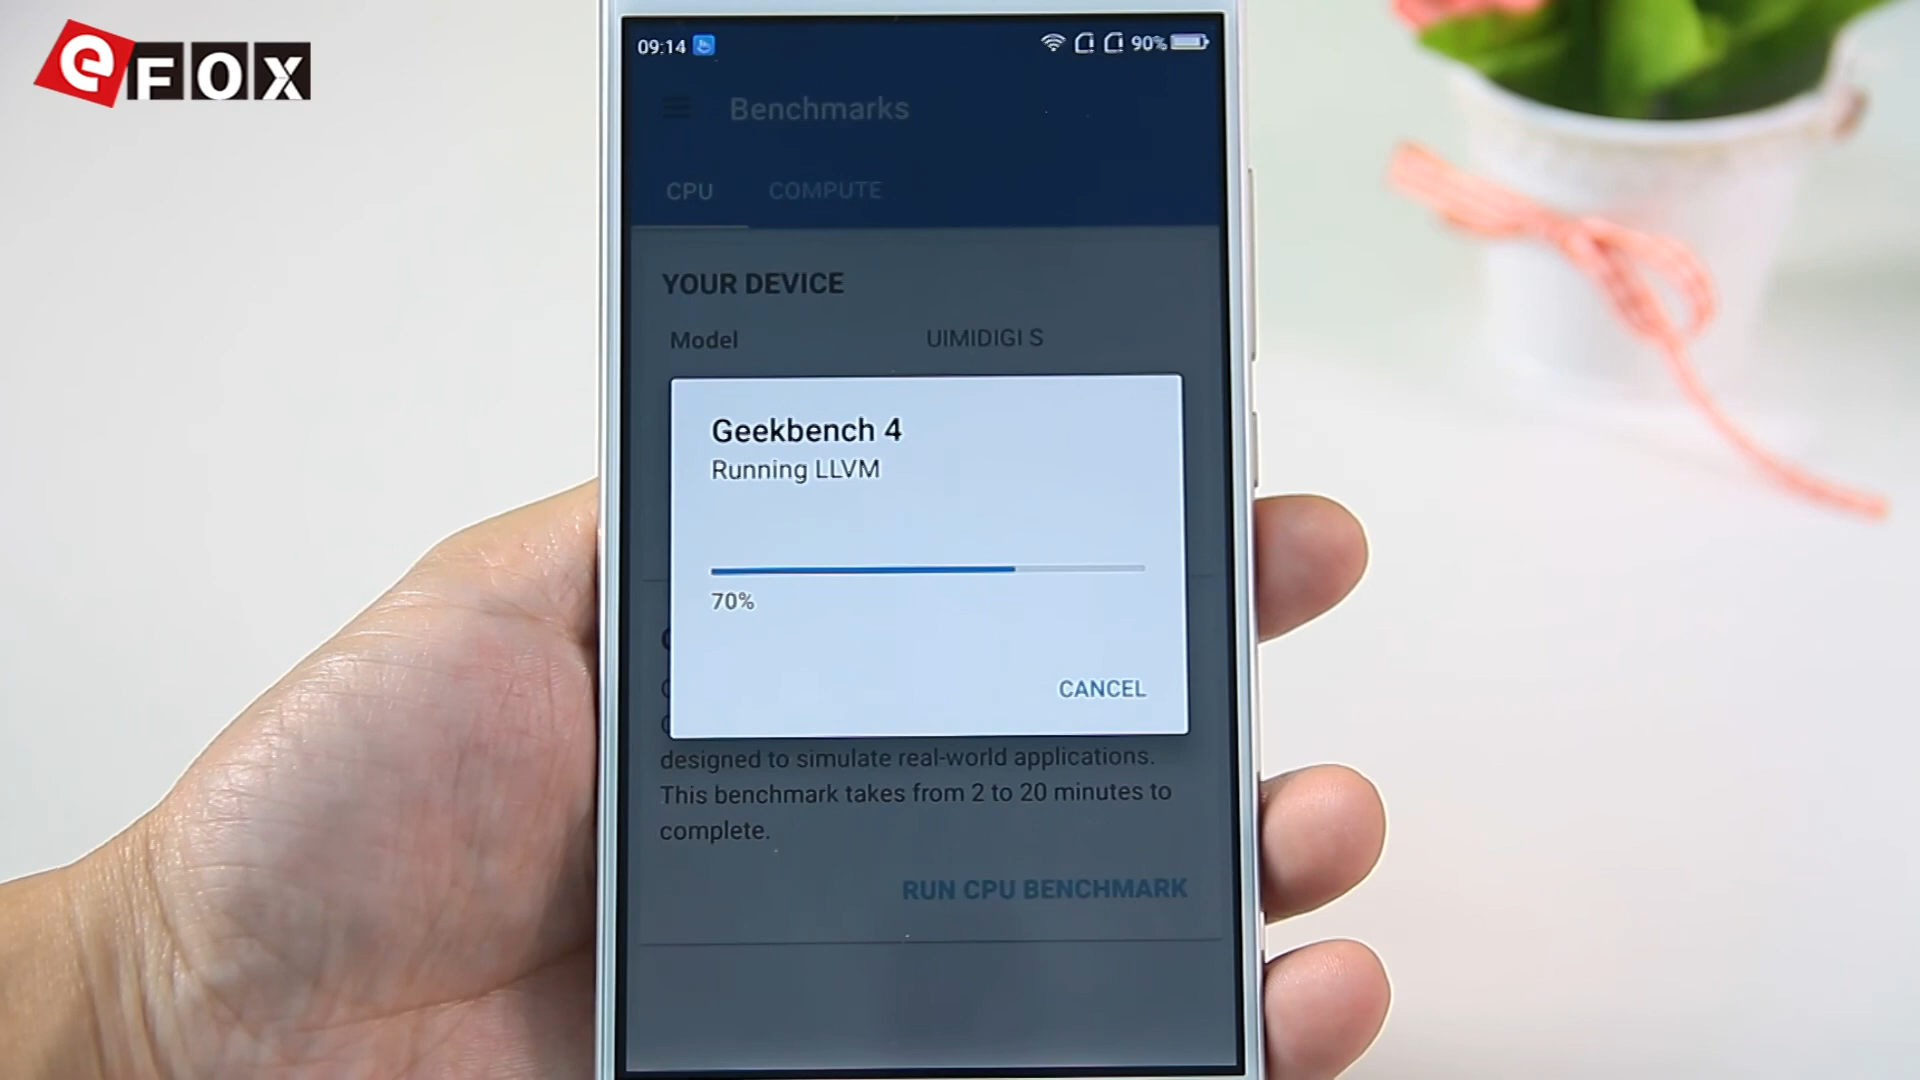 eFOX
09:14
90%
Benchmarks
CPU
COMPUTE
YOUR DEVICE
Model
UIMIDIGI S
Geekbench 4
Running LLVM
70%
CANCEL
designed to simulate real-world applications.
This benchmark takes from 2 to 20 minutes to
complete.
RUN CPU BENCHMARK